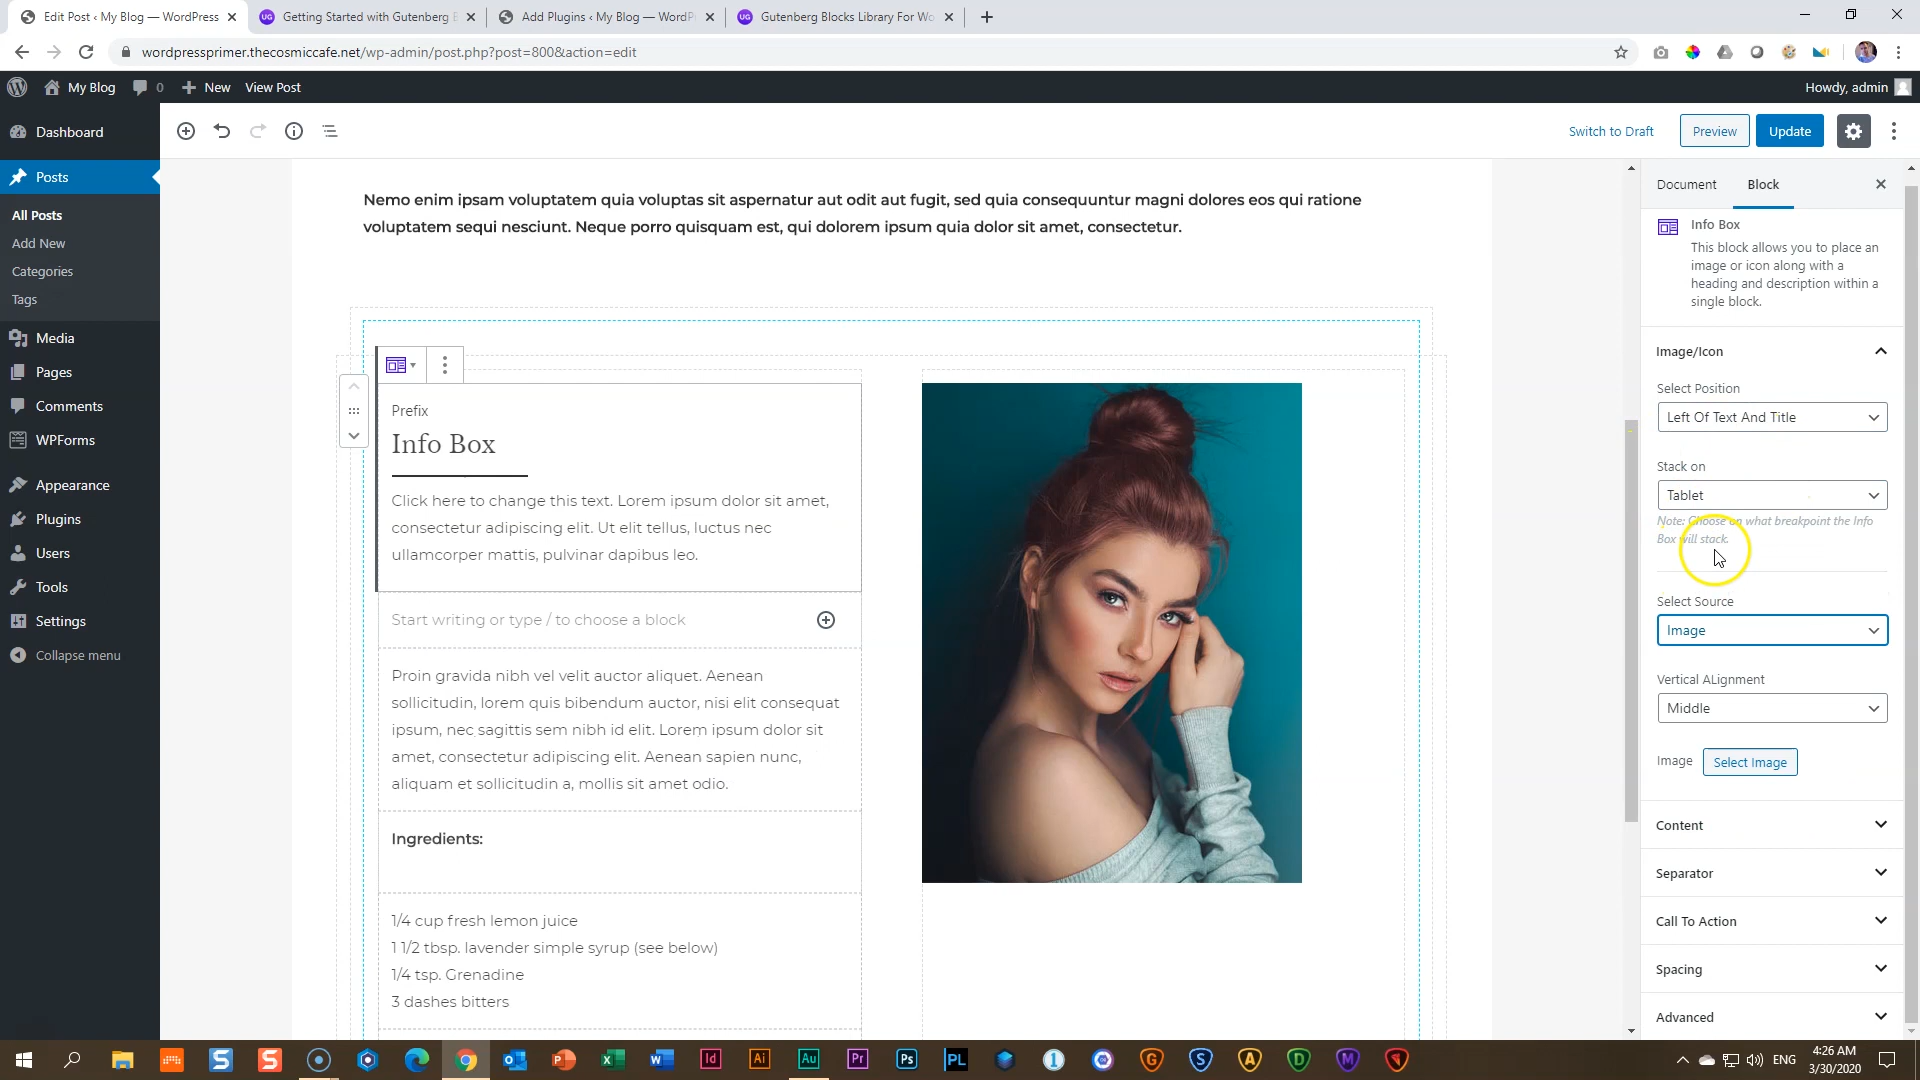 Edit Post ‹ My Blog — WordPress
Getting Started with Gutenberg B
Add Plugins ‹ My Blog — WordP
Gutenberg Blocks Library For Wo
wordpressprimer.thecosmiccafe.net/wp-admin/post.php?post=800&action=edit
My Blog
0
New
View Post
Howdy, admin
Dashboard
Posts
All Posts
Add New
Categories
Tags
Media
Pages
Comments
WPForms
Appearance
Plugins
Users
Tools
Settings
Collapse menu
Switch to Draft
Preview
Update
Nemo enim ipsam voluptatem quia voluptas sit aspernatur aut odit aut fugit, sed quia consequuntur magni dolores eos qui ratione
voluptatem sequi nesciunt. Neque porro quisquam est, qui dolorem ipsum quia dolor sit amet, consectetur.
Prefix
Info Box
Click here to change this text. Lorem ipsum dolor sit amet,
consectetur adipiscing elit. Ut elit tellus, luctus nec
ullamcorper mattis, pulvinar dapibus leo.
Start writing or type / to choose a block
Proin gravida nibh vel velit auctor aliquet. Aenean
sollicitudin, lorem quis bibendum auctor, nisi elit consequat
ipsum, nec sagittis sem nibh id elit. Lorem ipsum dolor sit
amet, consectetur adipiscing elit. Aenean sapien nunc,
aliquam et sollicitudin a, mollis sit amet odio.
Ingredients:
1/4 cup fresh lemon juice
1 1/2 tbsp. lavender simple syrup (see below)
1/4 tsp. Grenadine
3 dashes bitters
Document
Block
Info Box
This block allows you to place an
image or icon along with a
heading and description within a
single block.
Image/Icon
Select Position
Left Of Text And Title
Stack on
Tablet
Note: Choose on what breakpoint the Info
Box will stack.
Select Source
Image
Vertical ALignment
Middle
Image
Select Image
Content
Separator
Call To Action
Spacing
Advanced
ENG
4:26 AM
3/30/2020